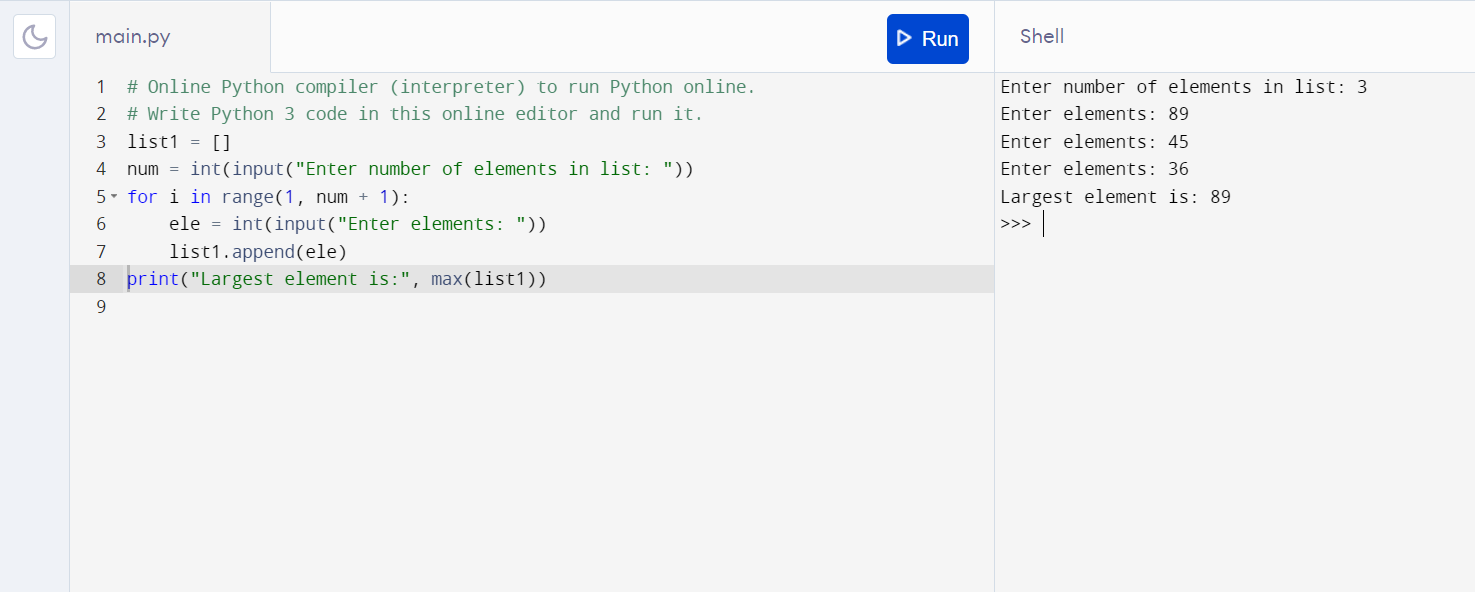 main.py
Run
Shell
1 # Online Python compiler (interpreter) to run Python online.
2 # Write Python 3 code in this online editor and run it.
3 list1 = []
4 num = int(input("Enter number of elements in list: "))
5 for i in range(1, num + 1):
6     ele = int(input("Enter elements: "))
7     list1.append(ele)
8 print("Largest element is:", max(list1))
9
Enter number of elements in list: 3
Enter elements: 89
Enter elements: 45
Enter elements: 36
Largest element is: 89
>>>